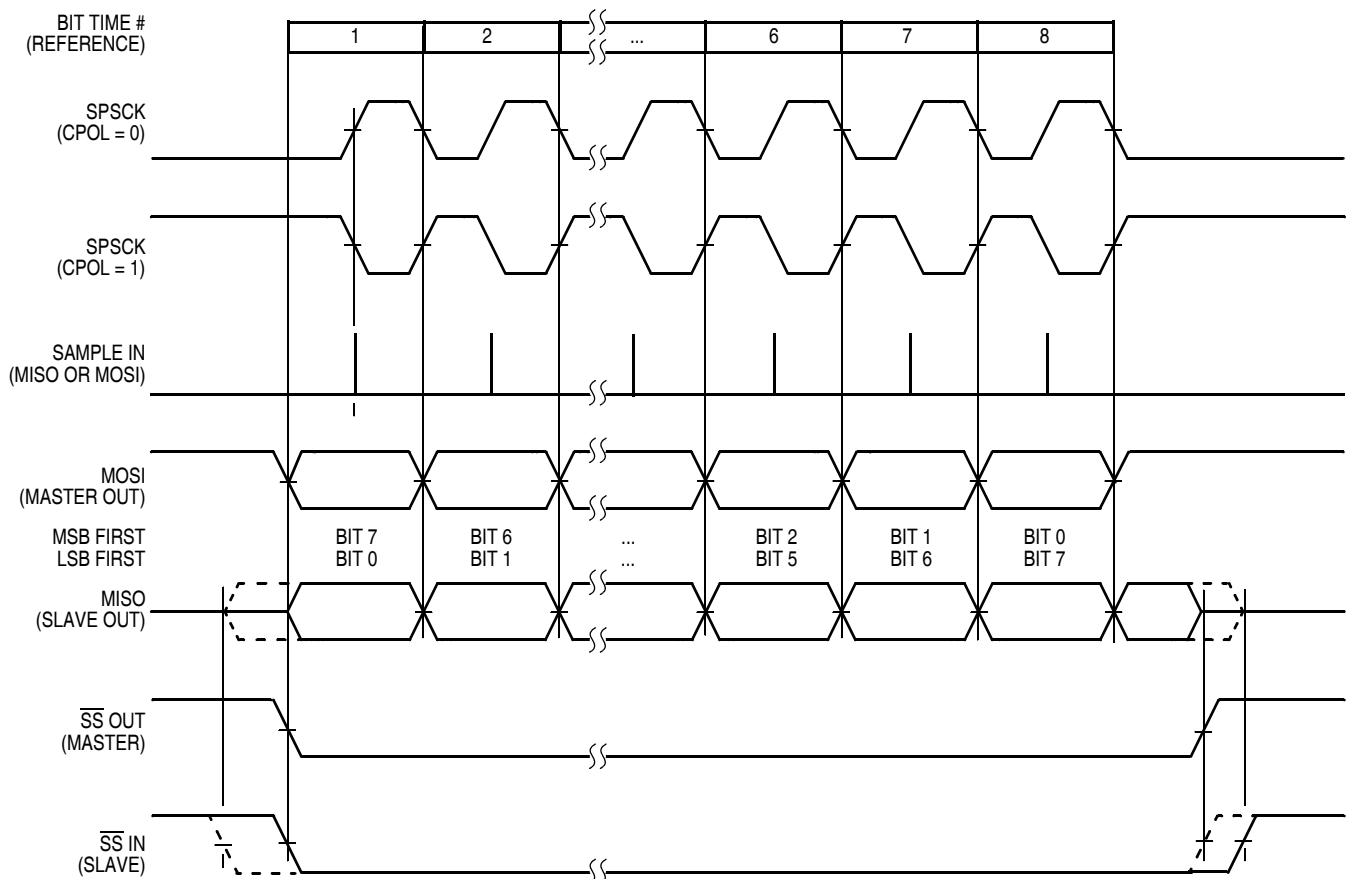 BIT TIME #
(REFERENCE)
1 2 ... 6 7 8
SPSCK
(CPOL = 0)
SPSCK
(CPOL = 1)
SAMPLE IN
(MISO OR MOSI)
MOSI
(MASTER OUT)
MSB FIRST BIT 7 BIT 6 ... BIT 2 BIT 1 BIT 0
LSB FIRST BIT 0 BIT 1 ... BIT 5 BIT 6 BIT 7
MISO
(SLAVE OUT)
S̅S̅ OUT
(MASTER)
S̅S̅ IN
(SLAVE)